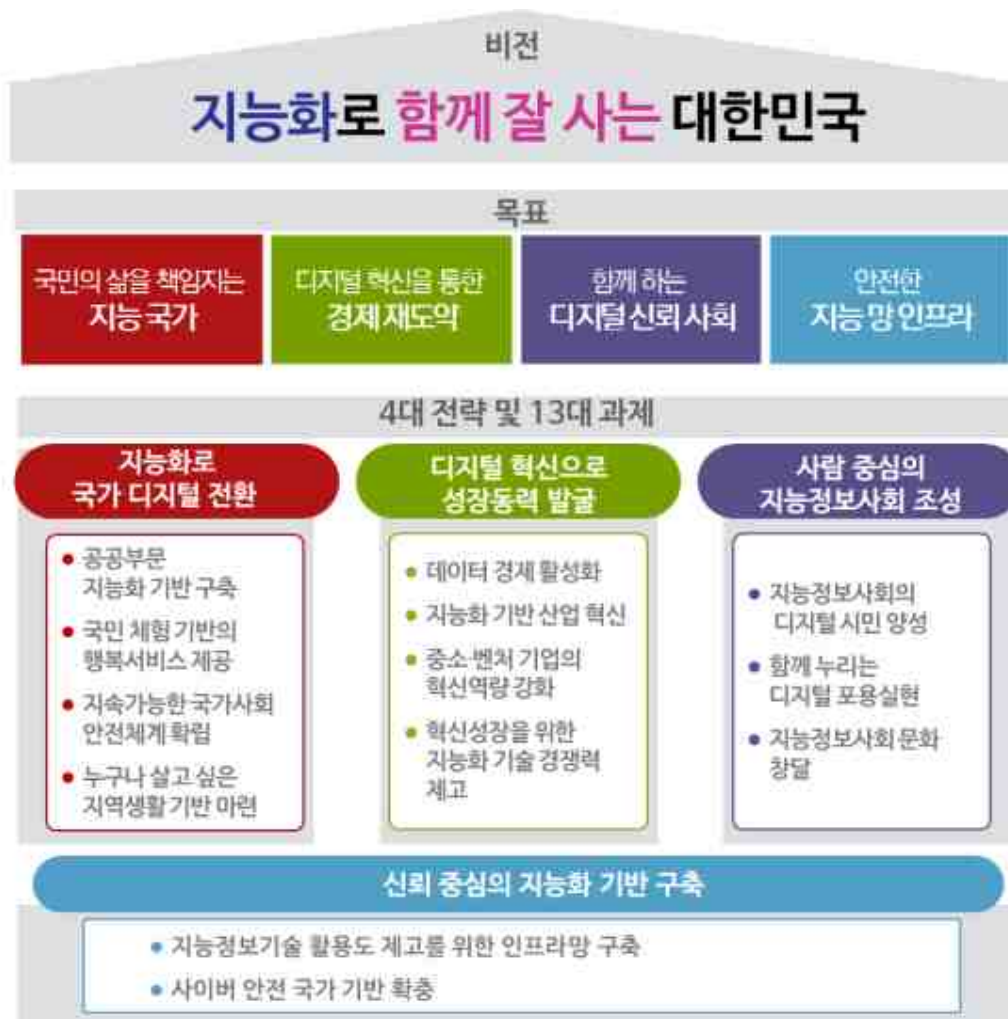 비전
지능화로 함께 잘 사는 대한민국
목표
국민의 삶을 책임지는
지능 국가
디지털 혁신을 통한
경제 재도약
함께 하는
디지털 신뢰 사회
안전한
지능 망 인프라
4대 전략 및 13대 과제
지능화로
국가 디지털 전환
● 공공부문
지능화 기반 구축
● 국민 체험 기반의
행복서비스 제공
● 지속가능한 국가사회
안전체계 확립
● 누구나 살고 싶은
지역생활 기반 마련
디지털 혁신으로
성장동력 발굴
● 데이터 경제 활성화
● 지능화 기반 산업 혁신
● 중소·벤처 기업의
혁신역량 강화
● 혁신성장을 위한
지능화 기술 경쟁력
제고
사람 중심의
지능정보사회 조성
● 지능정보사회의
디지털 시민 양성
● 함께 누리는
디지털 포용실현
● 지능정보사회 문화
창달
신뢰 중심의 지능화 기반 구축
● 지능정보기술 활용도 제고를 위한 인프라망 구축
● 사이버 안전 국가 기반 확충